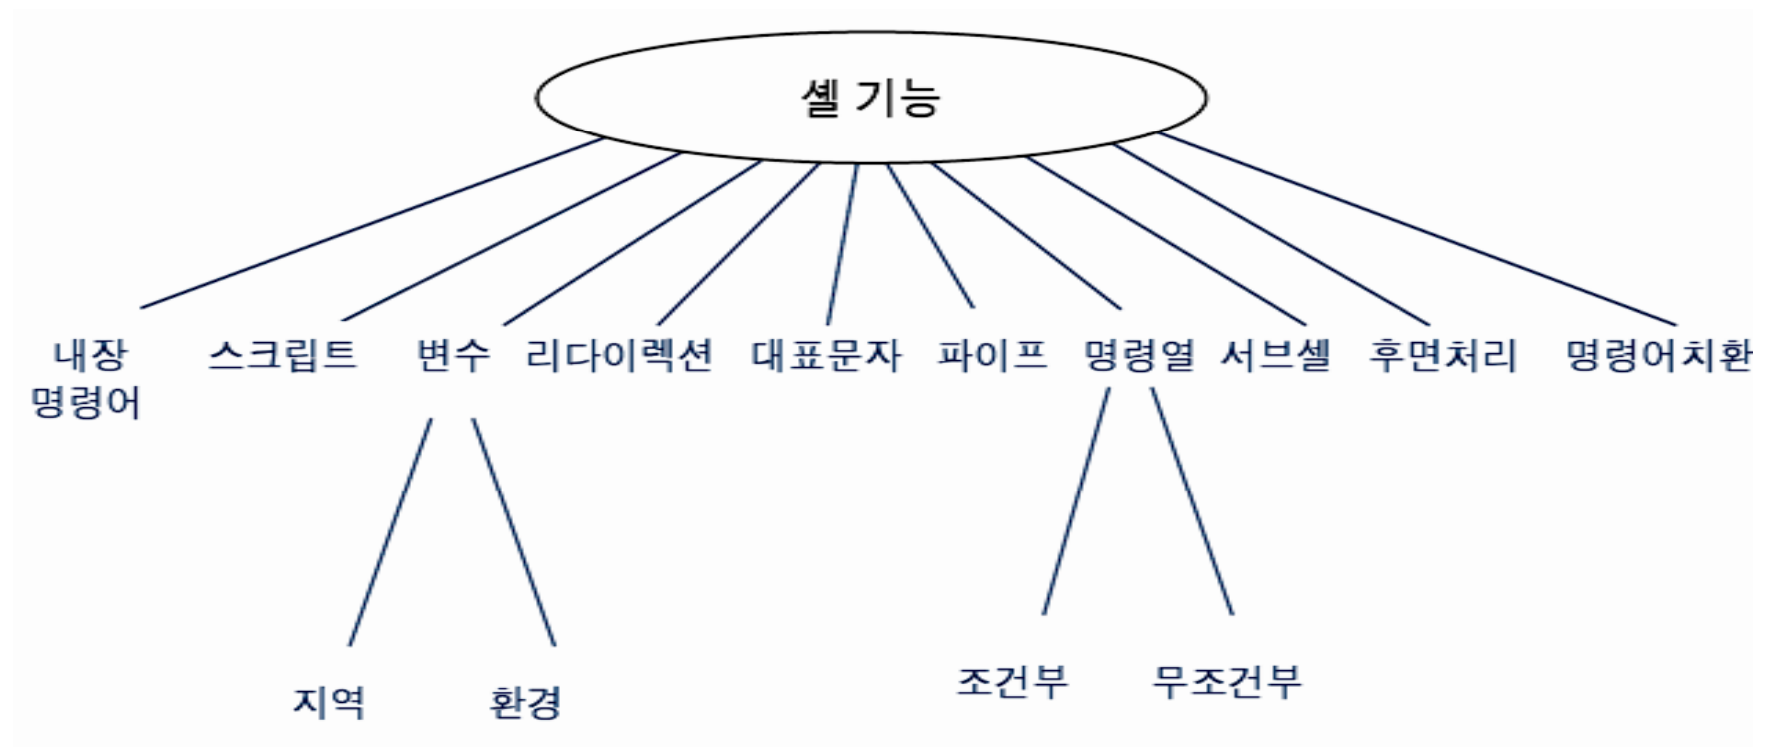 셸 기능
내장 스크립트 변수 리다이렉션 대표문자 파이프 명령열 서브셸 후면처리 명령어치환
명령어
조건부 무조건부
지역 환경